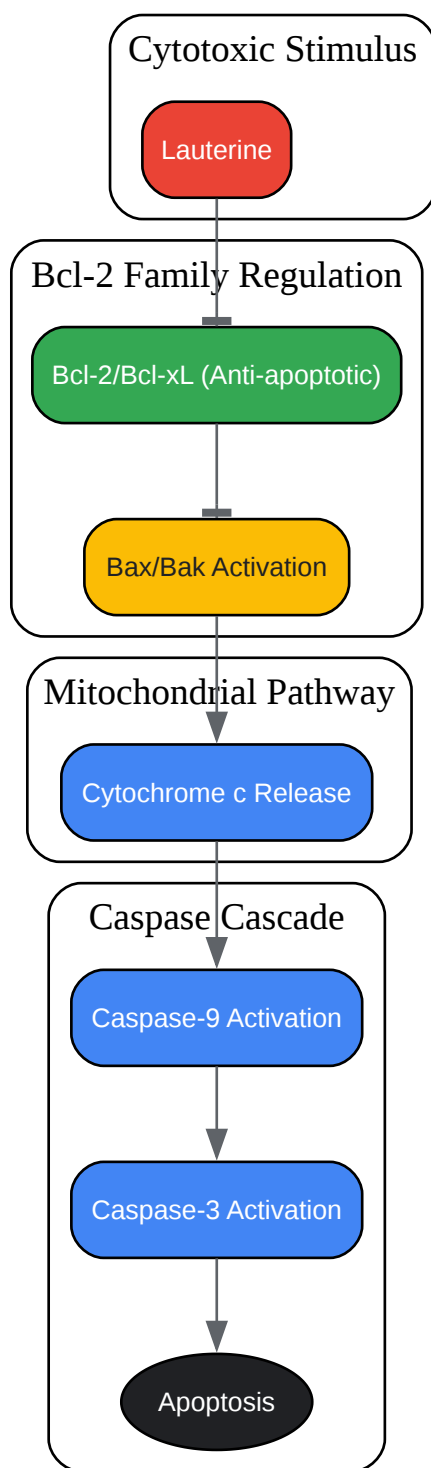 Cytotoxic Stimulus
Lauterine
Bcl-2 Family Regulation
Bcl-2/Bcl-xL (Anti-apoptotic)
Bax/Bak Activation
Mitochondrial Pathway
Cytochrome c Release
Caspase Cascade
Caspase-9 Activation
Caspase-3 Activation
Apoptosis